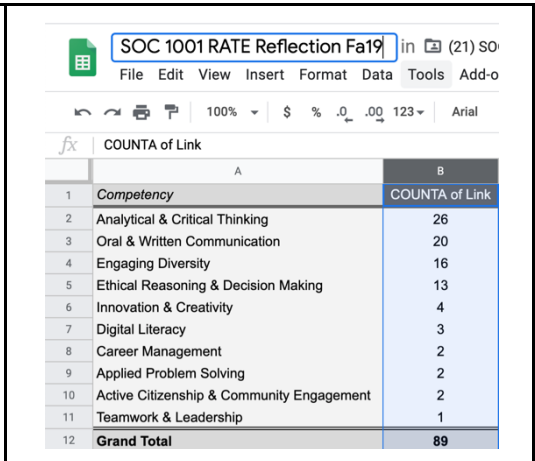 SOC 1001 RATE Reflection Fa19 in (21) SO
File Edit View Insert Format Data Tools Add-o
100% $ % .0 .00 123 Arial
fx COUNTA of Link
A B
1 Competency COUNTA of Link
2 Analytical & Critical Thinking 26
3 Oral & Written Communication 20
4 Engaging Diversity 16
5 Ethical Reasoning & Decision Making 13
6 Innovation & Creativity 4
7 Digital Literacy 3
8 Career Management 2
9 Applied Problem Solving 2
10 Active Citizenship & Community Engagement 2
11 Teamwork & Leadership 1
12 Grand Total 89